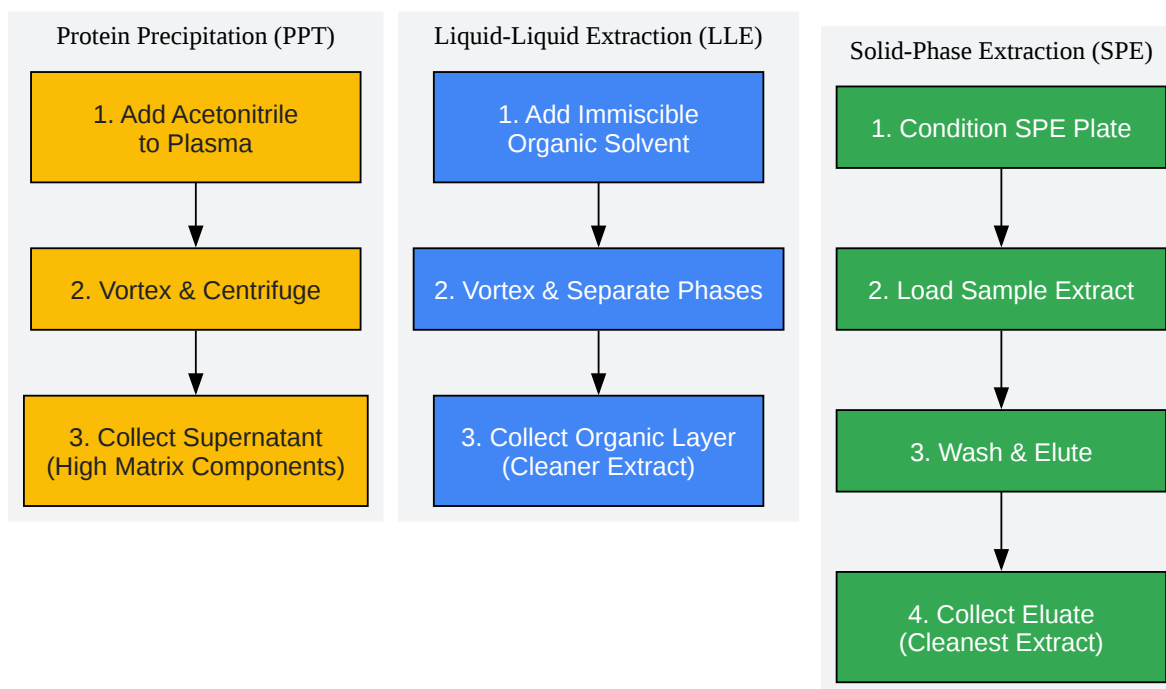 Protein Precipitation (PPT)
1. Add Acetonitrile
to Plasma
2. Vortex & Centrifuge
3. Collect Supernatant
(High Matrix Components)
Liquid-Liquid Extraction (LLE)
1. Add Immiscible
Organic Solvent
2. Vortex & Separate Phases
3. Collect Organic Layer
(Cleaner Extract)
Solid-Phase Extraction (SPE)
1. Condition SPE Plate
2. Load Sample Extract
3. Wash & Elute
4. Collect Eluate
(Cleanest Extract)